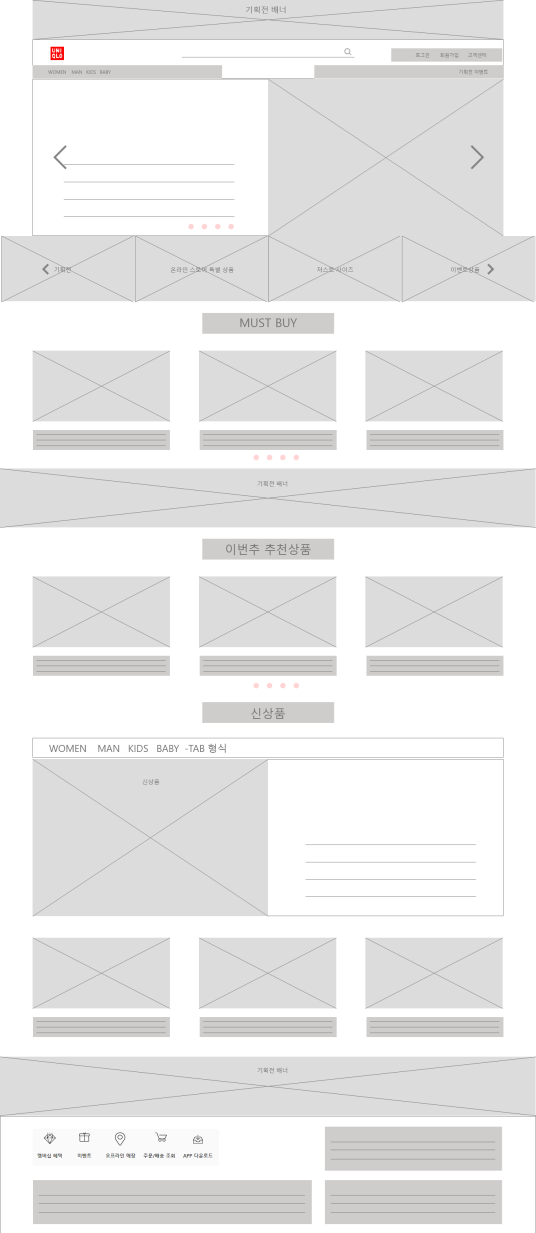 기획전 배너
UNI
QLO
로그인 회원가입 고객센터
WOMEN MAN KIDS BABY
기획전 이벤트
기획전
온라인 스토어 특별 상품
커스텀 사이즈
이벤트상품
MUST BUY
기획전 배너
이번주 추천상품
신상품
WOMEN MAN KIDS BABY -TAB 형식
신상품
기획전 배너
멤버십 혜택 이벤트 오프라인 매장 주문/배송 조회 APP 다운로드